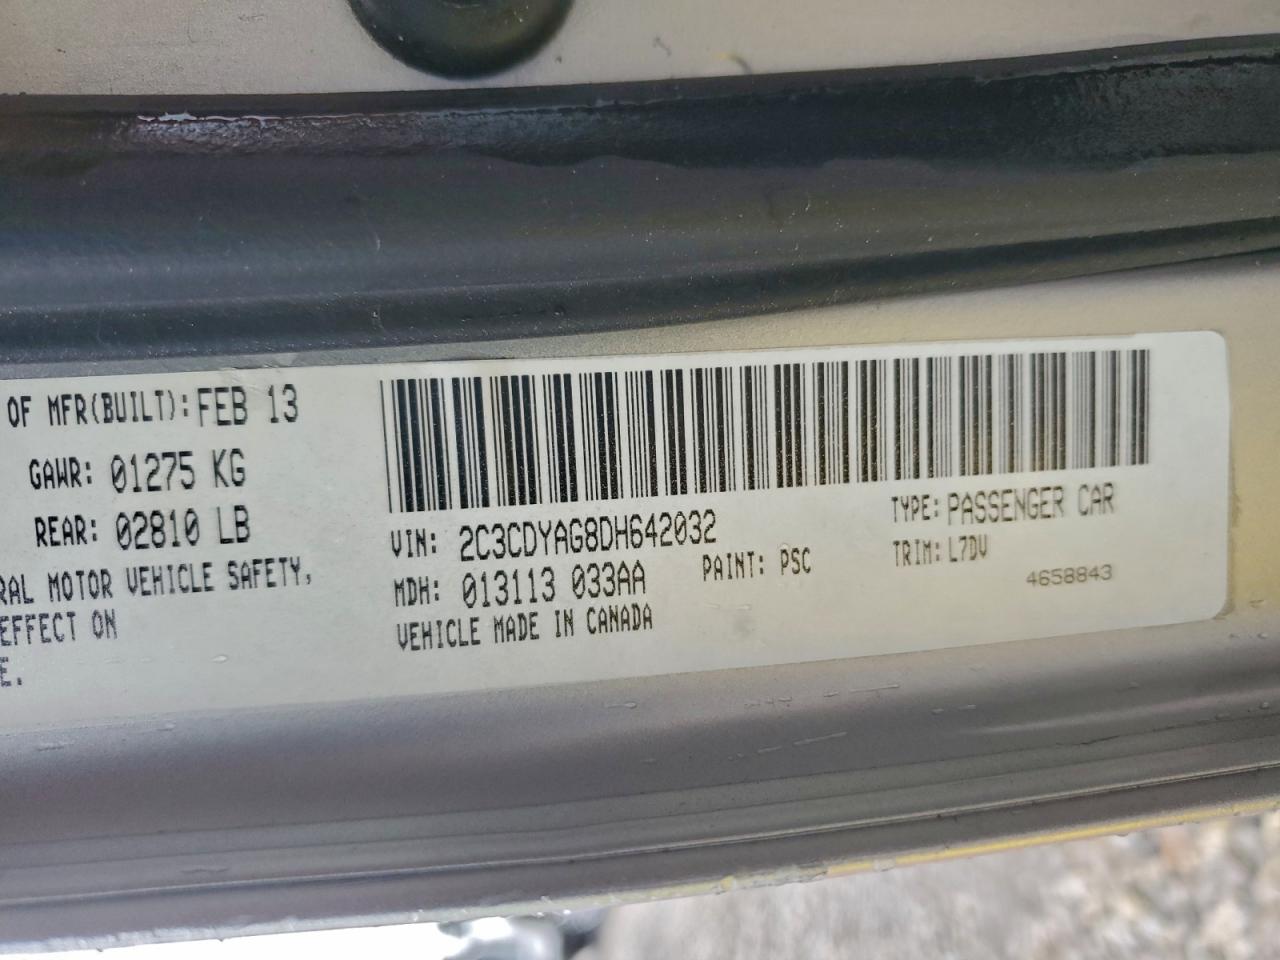 OF MFR(BUILT): FEB 13
GAWR: 01275 KG
REAR: 02810 LB
RAL MOTOR VEHICLE SAFETY,
EFFECT ON
E.
VIN: 2C3CDYAG8DH642032
TYPE: PASSENGER CAR
MDH: 013113 033AA
PAINT: PSC
TRIM: L7DV
4658843
VEHICLE MADE IN CANADA